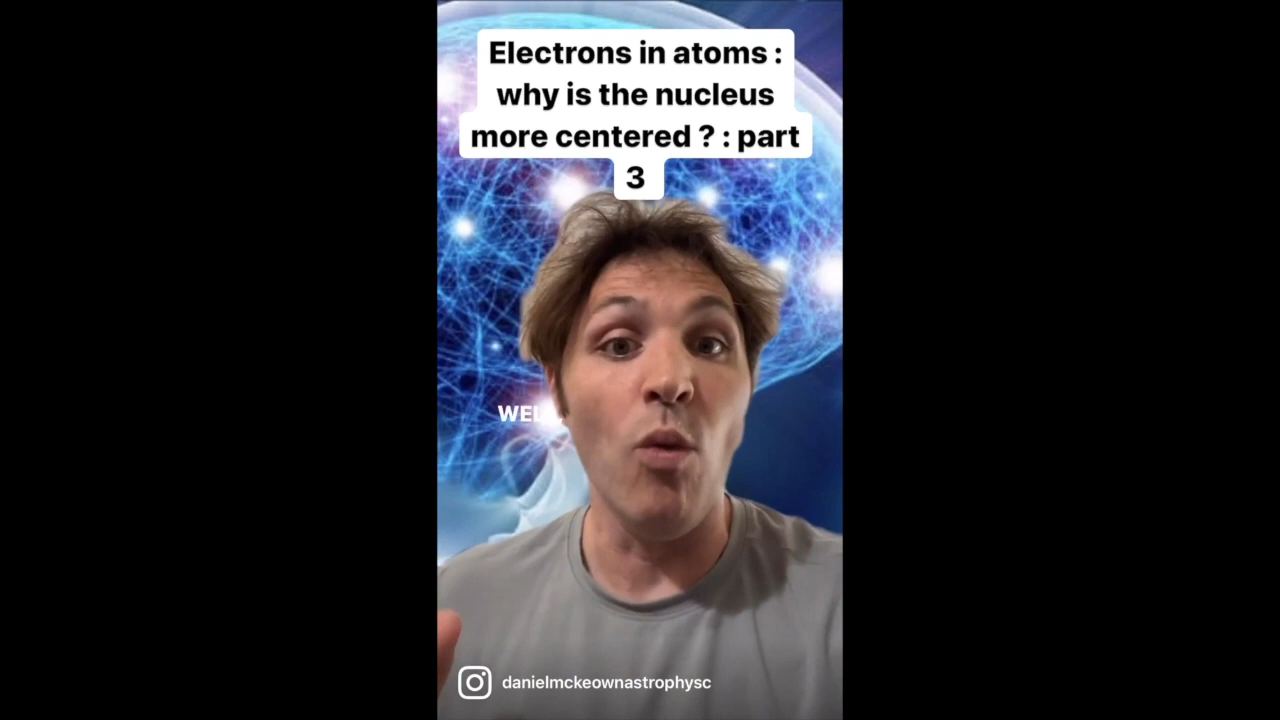 Electrons in atoms :
why is the nucleus
more centered ? : part
3
danielmckeownastrophysc